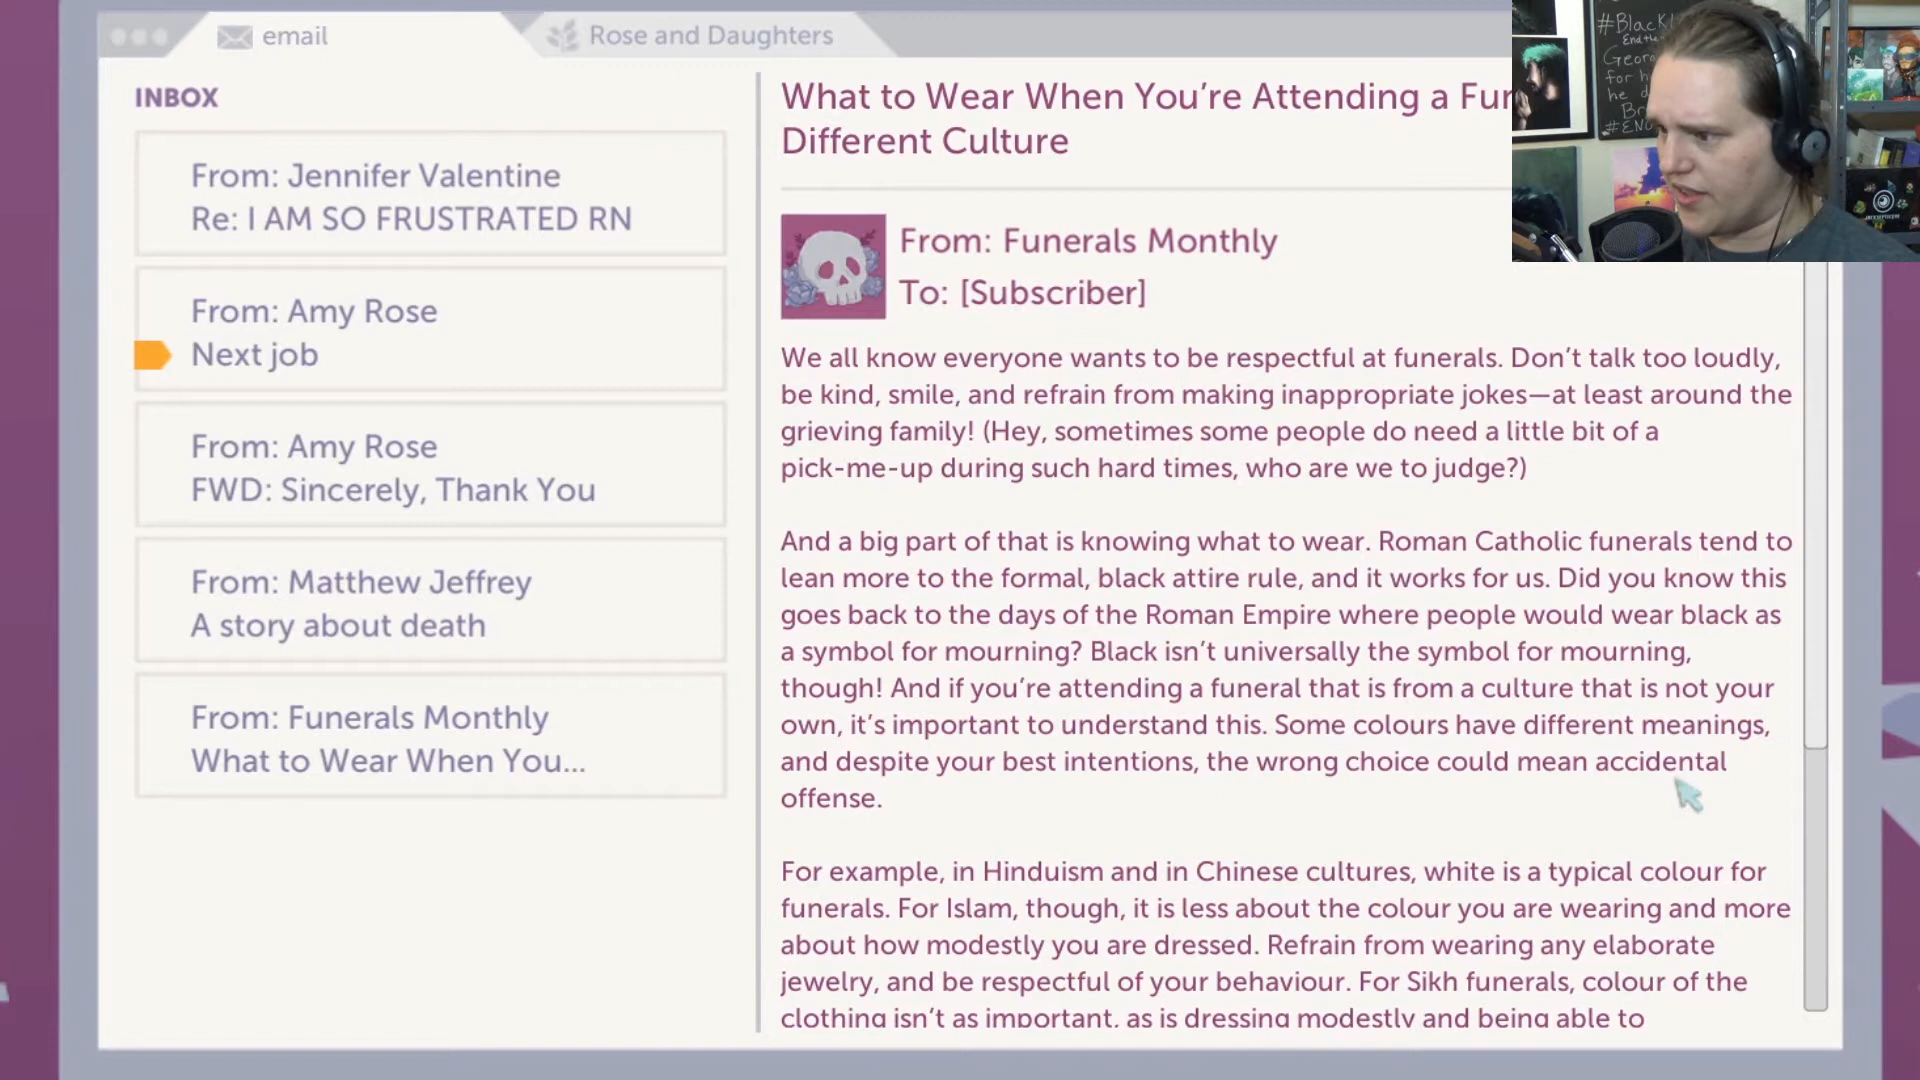 email
Rose and Daughters
INBOX
From: Jennifer Valentine
Re: I AM SO FRUSTRATED RN
From: Amy Rose
Next job
From: Amy Rose
FWD: Sincerely, Thank You
From: Matthew Jeffrey
A story about death
From: Funerals Monthly
What to Wear When You...
What to Wear When You're Attending a
Different Culture
From: Funerals Monthly
To: [Subscriber]
We all know everyone wants to be respectful at funerals. Don't talk too loudly,
be kind, smile, and refrain from making inappropriate jokes—at least around the
grieving family! (Hey, sometimes some people do need a little bit of a
pick-me-up during such hard times, who are we to judge?)
And a big part of that is knowing what to wear. Roman Catholic funerals tend to
lean more to the formal, black attire rule, and it works for us. Did you know this
goes back to the days of the Roman Empire where people would wear black as
a symbol for mourning? Black isn't universally the symbol for mourning,
though! And if you're attending a funeral that is from a culture that is not your
own, it's important to understand this. Some colours have different meanings,
and despite your best intentions, the wrong choice could mean accidental
offense.
For example, in Hinduism and in Chinese cultures, white is a typical colour for
funerals. For Islam, though, it is less about the colour you are wearing and more
about how modestly you are dressed. Refrain from wearing any elaborate
jewelry, and be respectful of your behaviour. For Sikh funerals, colour of the
clothing isn't as important, as is dressing modestly and being able to